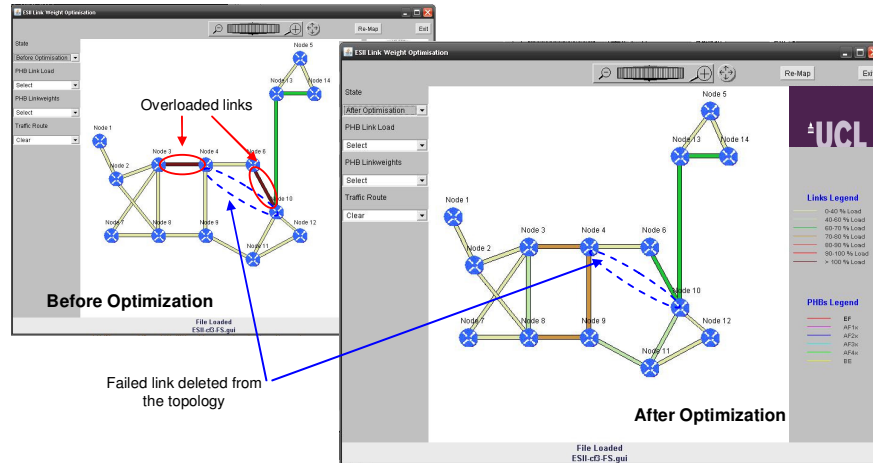 ESII Link Weight Optimisation
Re-Map
Exit
State
Before Optimisation
PHB Link Load
Select
PHB Linkweights
Select
Traffic Route
Clear
Overloaded links
Node 1
Node 2
Node 3
Node 4
Node 5
Node 6
Node 7
Node 8
Node 9
Node 10
Node 11
Node 12
Node 13
Node 14
Before Optimization
File Loaded
ESII-cf3-FS.gui
Failed link deleted from
the topology
ESII Link Weight Optimisation
Re-Map
Exit
State
After Optimisation
PHB Link Load
Select
PHB Linkweights
Select
Traffic Route
Clear
Node 1
Node 2
Node 3
Node 4
Node 5
Node 6
Node 7
Node 8
Node 9
Node 10
Node 11
Node 12
Node 13
Node 14
UCL
Links Legend
0-40 % Load
40-60 % Load
60-70 % Load
70-80 % Load
80-90 % Load
90-100 % Load
> 100 % Load
PHBs Legend
EF
AF1x
AF2x
AF3x
AF4x
BE
After Optimization
File Loaded
ESII-cf3-FS.gui